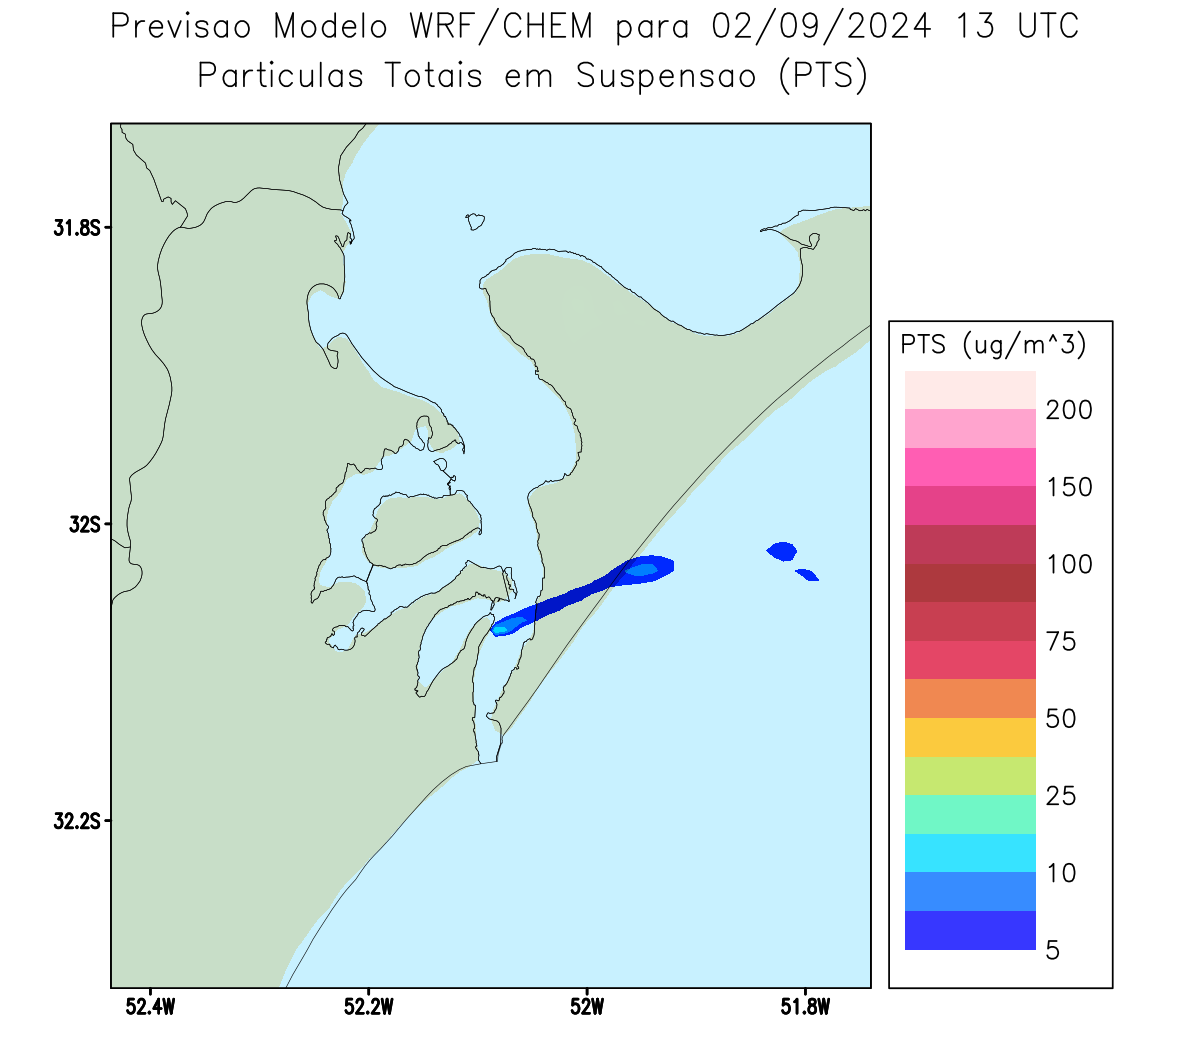 Previsao Modelo WRF/CHEM para 02/09/2024 13 UTC
Particulas Totais em Suspensao (PTS)
31.8S
32S
32.2S
52.4W
52.2W
52W
51.8W
PTS (ug/m^3)
200
150
100
75
50
25
10
5